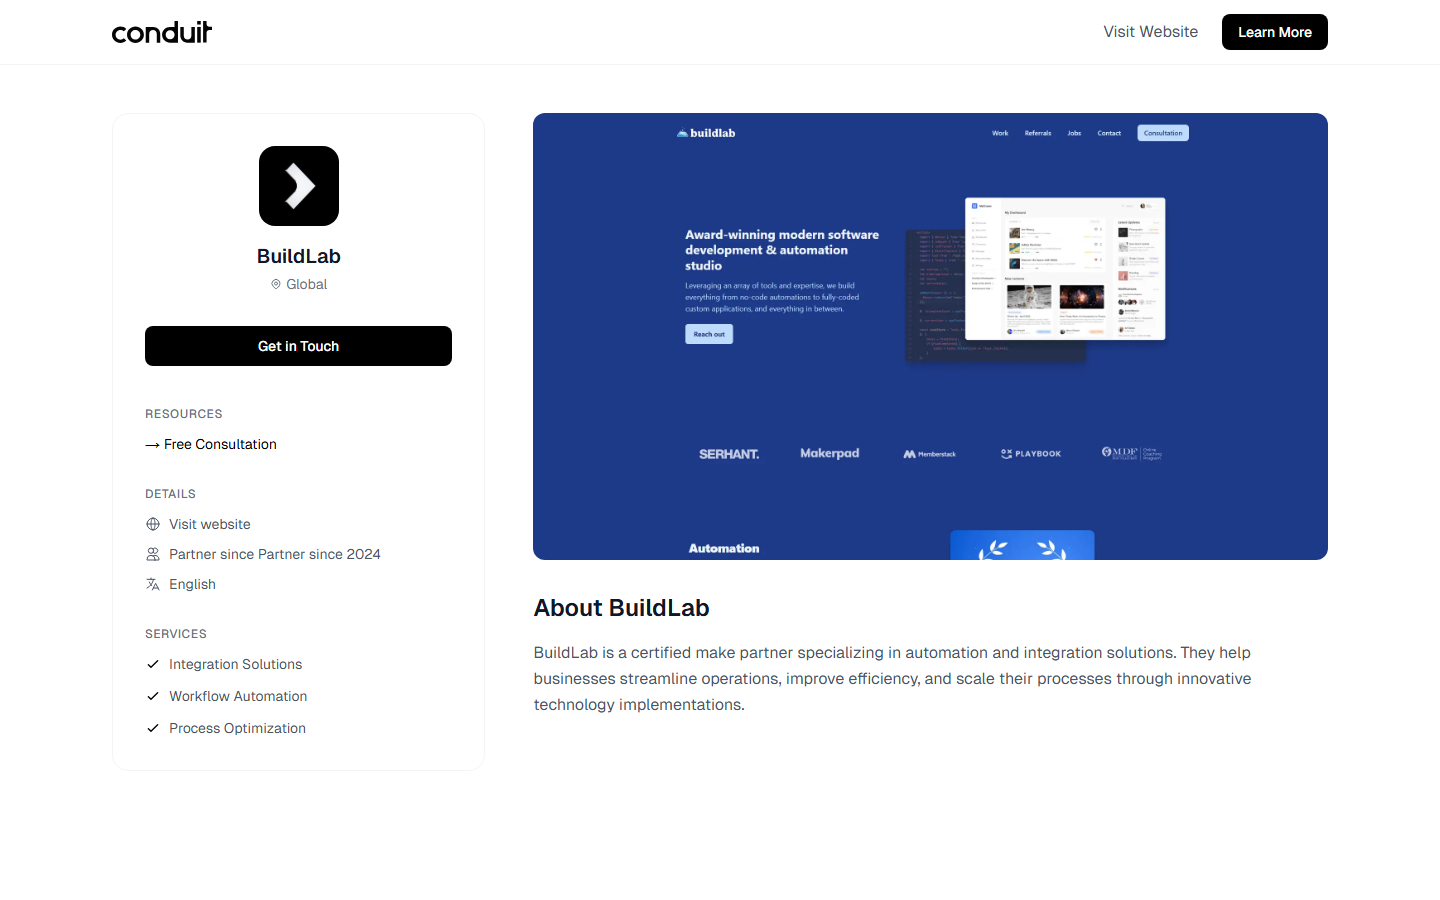 conduit
Visit Website
Learn More
BuildLab
Global
Get in Touch
RESOURCES
→ Free Consultation
DETAILS
Visit website
Partner since Partner since 2024
English
SERVICES
Integration Solutions
Workflow Automation
Process Optimization
buildlab
Work
Referrals
Jobs
Contact
Consultation
Award-winning modern software
development & automation
studio
Leveraging an array of tools and expertise, we build
everything from no-code automations to fully-coded
custom applications, and everything in between.
Reach out
My Dashboard
SERHANT.
Makerpad
Memberstack
PLAYBOOK
MDF
Automation
About BuildLab
BuildLab is a certified make partner specializing in automation and integration solutions. They help
businesses streamline operations, improve efficiency, and scale their processes through innovative
technology implementations.